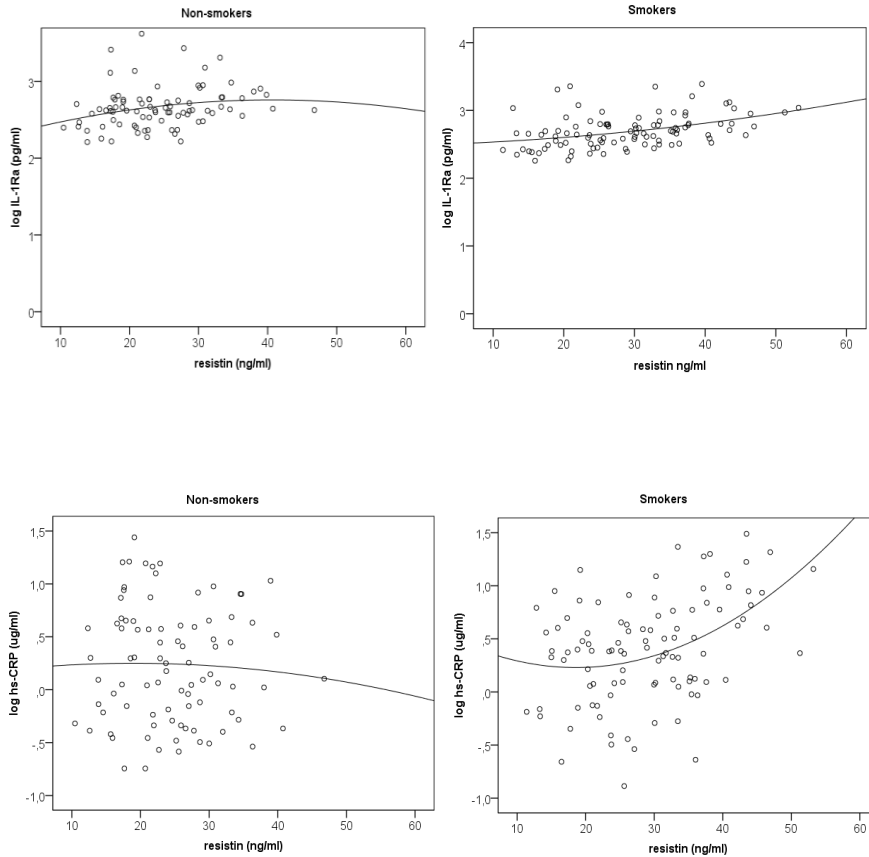 Non-smokers
log IL-1Ra (pg/ml)
3
2
1
0
10 20 30 40 50 60
resistin (ng/ml)
Smokers
log IL-1Ra (pg/ml)
4
3
2
1
0
10 20 30 40 50 60
resistin ng/ml
Non-smokers
log hs-CRP (ug/ml)
1,5
1,0
,5
,0
-,5
-1,0
10 20 30 40 50 60
resistin (ng/ml)
Smokers
log hs-CRP (ug/ml)
1,5
1,0
,5
,0
-,5
-1,0
10 20 30 40 50 60
resistin (ng/ml)